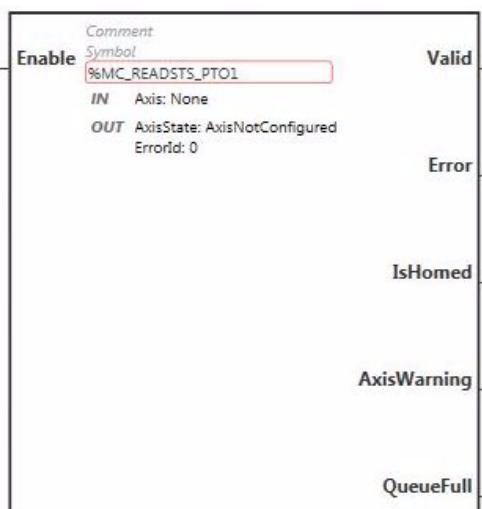 Comment
Enable Symbol Valid
%MC_READSTS_PTO1
IN Axis: None
OUT AxisState: AxisNotConfigured
ErrorId: 0
Error
IsHomed
AxisWarning
QueueFull